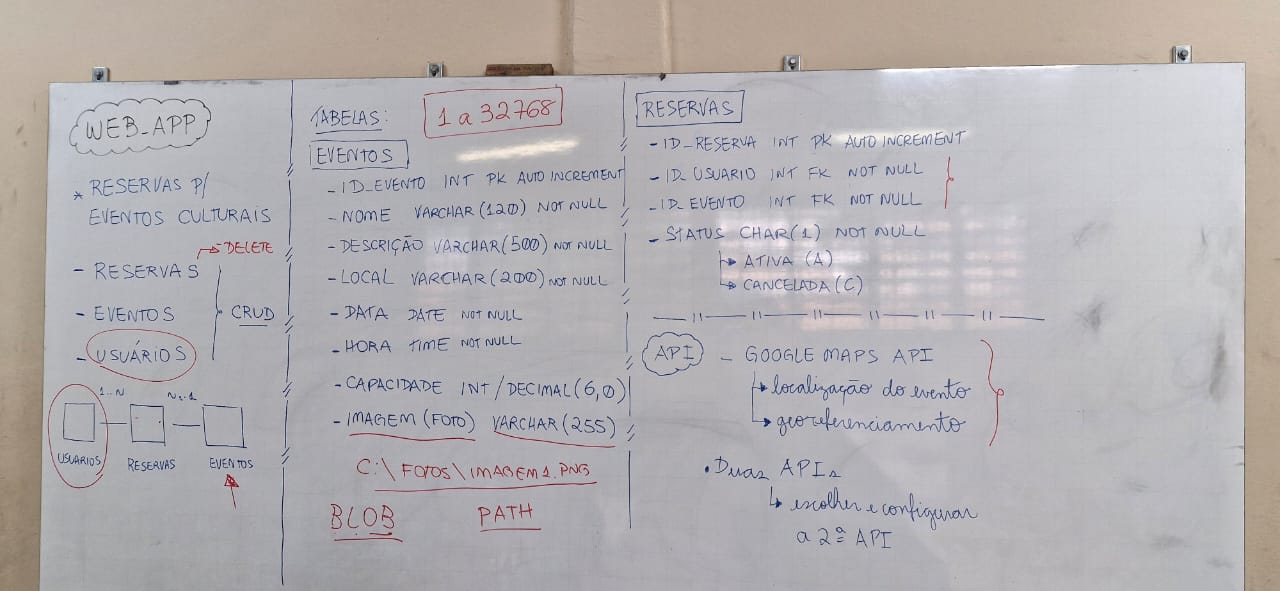 WEB_APP
* RESERVAS P/
EVENTOS CULTURAIS
→ DELETE
- RESERVAS
- EVENTOS
CRUD
- USUÁRIOS
1..N
N..1
USUARIOS
RESERVAS
EVENTOS
TABELAS:
1 a 32768
EVENTOS
- ID_EVENTO INT PK AUTO INCREMENT
- NOME VARCHAR(120) NOT NULL
- DESCRIÇÃO VARCHAR(500) NOT NULL
- LOCAL VARCHAR(200) NOT NULL
- DATA DATE NOT NULL
- HORA TIME NOT NULL
- CAPACIDADE INT/DECIMAL(6,0)
- IMAGEM (FOTO) VARCHAR(255)
C:\FOTOS\IMAGEM1.PNG
BLOB PATH
RESERVAS
- ID_RESERVA INT PK AUTO INCREMENT
- ID_USUARIO INT FK NOT NULL
- ID_EVENTO INT FK NOT NULL
- STATUS CHAR(1) NOT NULL
↳ ATIVA (A)
↳ CANCELADA (C)
API - GOOGLE MAPS API
↳ localização do evento
↳ georeferenciamento
• Duas APIs
↳ escolher e configurar
a 2ª API